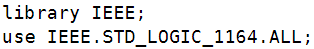 library IEEE;
use IEEE.STD_LOGIC_1164.ALL;